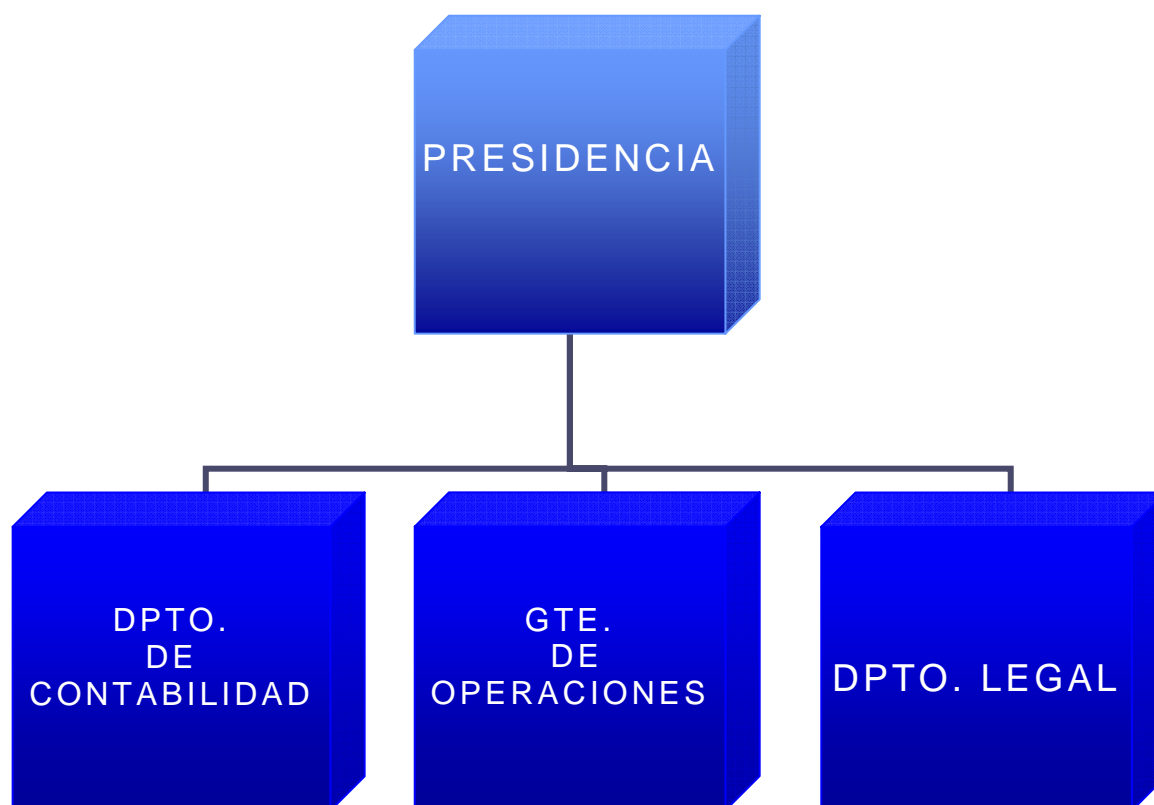 PRESIDENCIA
DPTO.
DE
CONTABILIDAD
GTE.
DE
OPERACIONES
DPTO. LEGAL